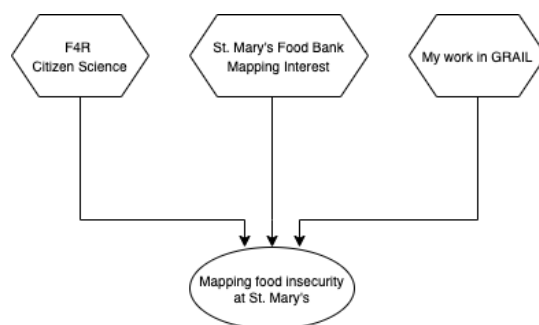 F4R
Citizen Science
St. Mary's Food Bank
Mapping Interest
My work in GRAIL
Mapping food insecurity
at St. Mary's